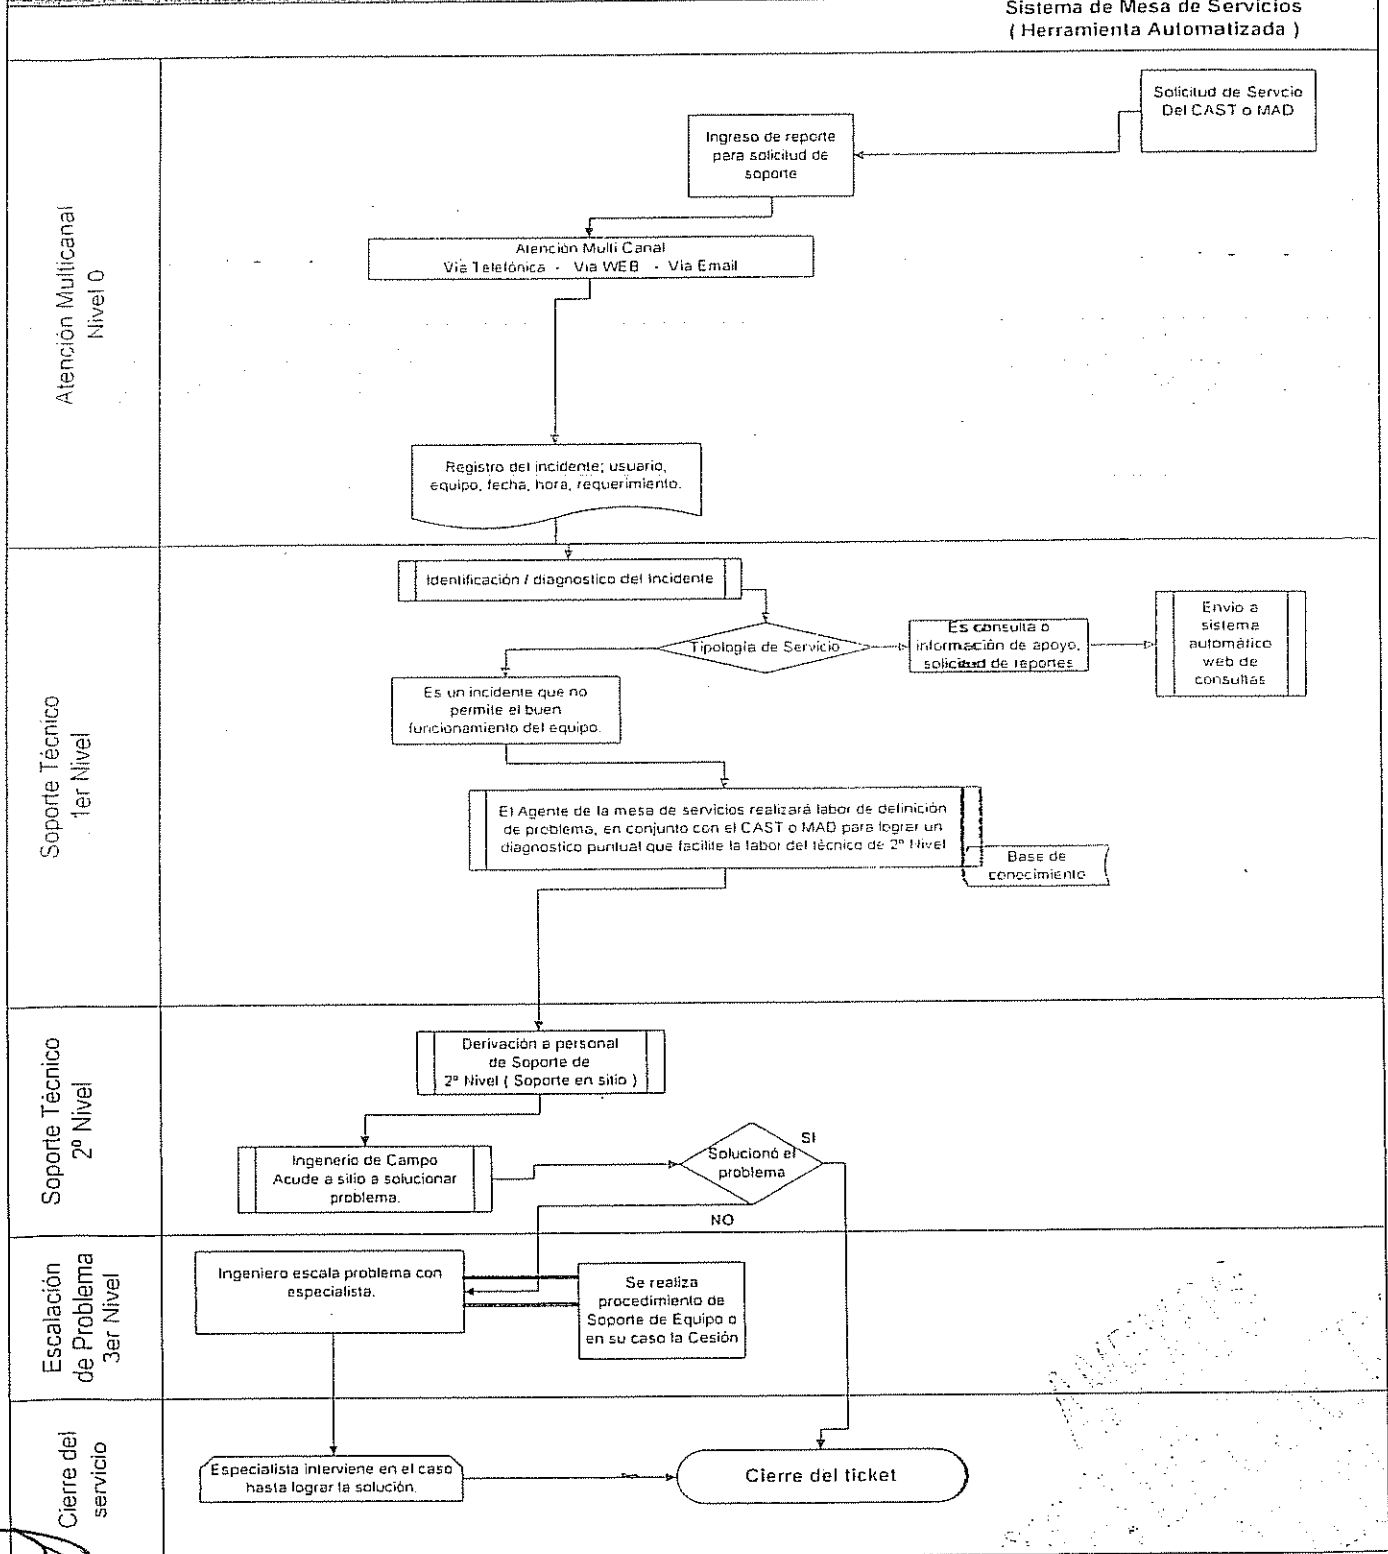 Sistema de Mesa de Servicios
( Herramienta Automatizada )
Atención Multicanal
Nivel 0
Solicitud de Servcio
Del CAST o MAD
Ingreso de reporte
para solicitud de
soporte
Atención Multi Canal
Via Telefónica - Via WEB - Via Email
Registro del incidente; usuario,
equipo, fecha, hora, requerimiento.
Soporte Técnico
1er Nivel
Identificación / diagnostico del Incidente
Tipología de Servicio
Es consulta o
información de apoyo,
solicitud de reportes
Envio a
sistema
automático
web de
consultas
Es un incidente que no
permite el buen
funcionamiento del equipo.
El Agente de la mesa de servicios realizará labor de definición
de problema, en conjunto con el CAST o MAD para lograr un
diagnostico puntual que facilite la labor del técnico de 2º Nivel
Base de
conocimiento
Soporte Técnico
2º Nivel
Derivación a personal
de Soporte de
2º Nivel ( Soporte en sitio )
Ingenerio de Campo
Acude a sitio a solucionar
problema.
Solucionó el
problema
SI
NO
Escalación
de Problema
3er Nivel
Ingeniero escala problema con
especialista.
Se realiza
procedimiento de
Soporte de Equipo o
en su caso la Cesión
Cierre del
servicio
Especialista interviene en el caso
hasta lograr la solución.
Cierre del ticket